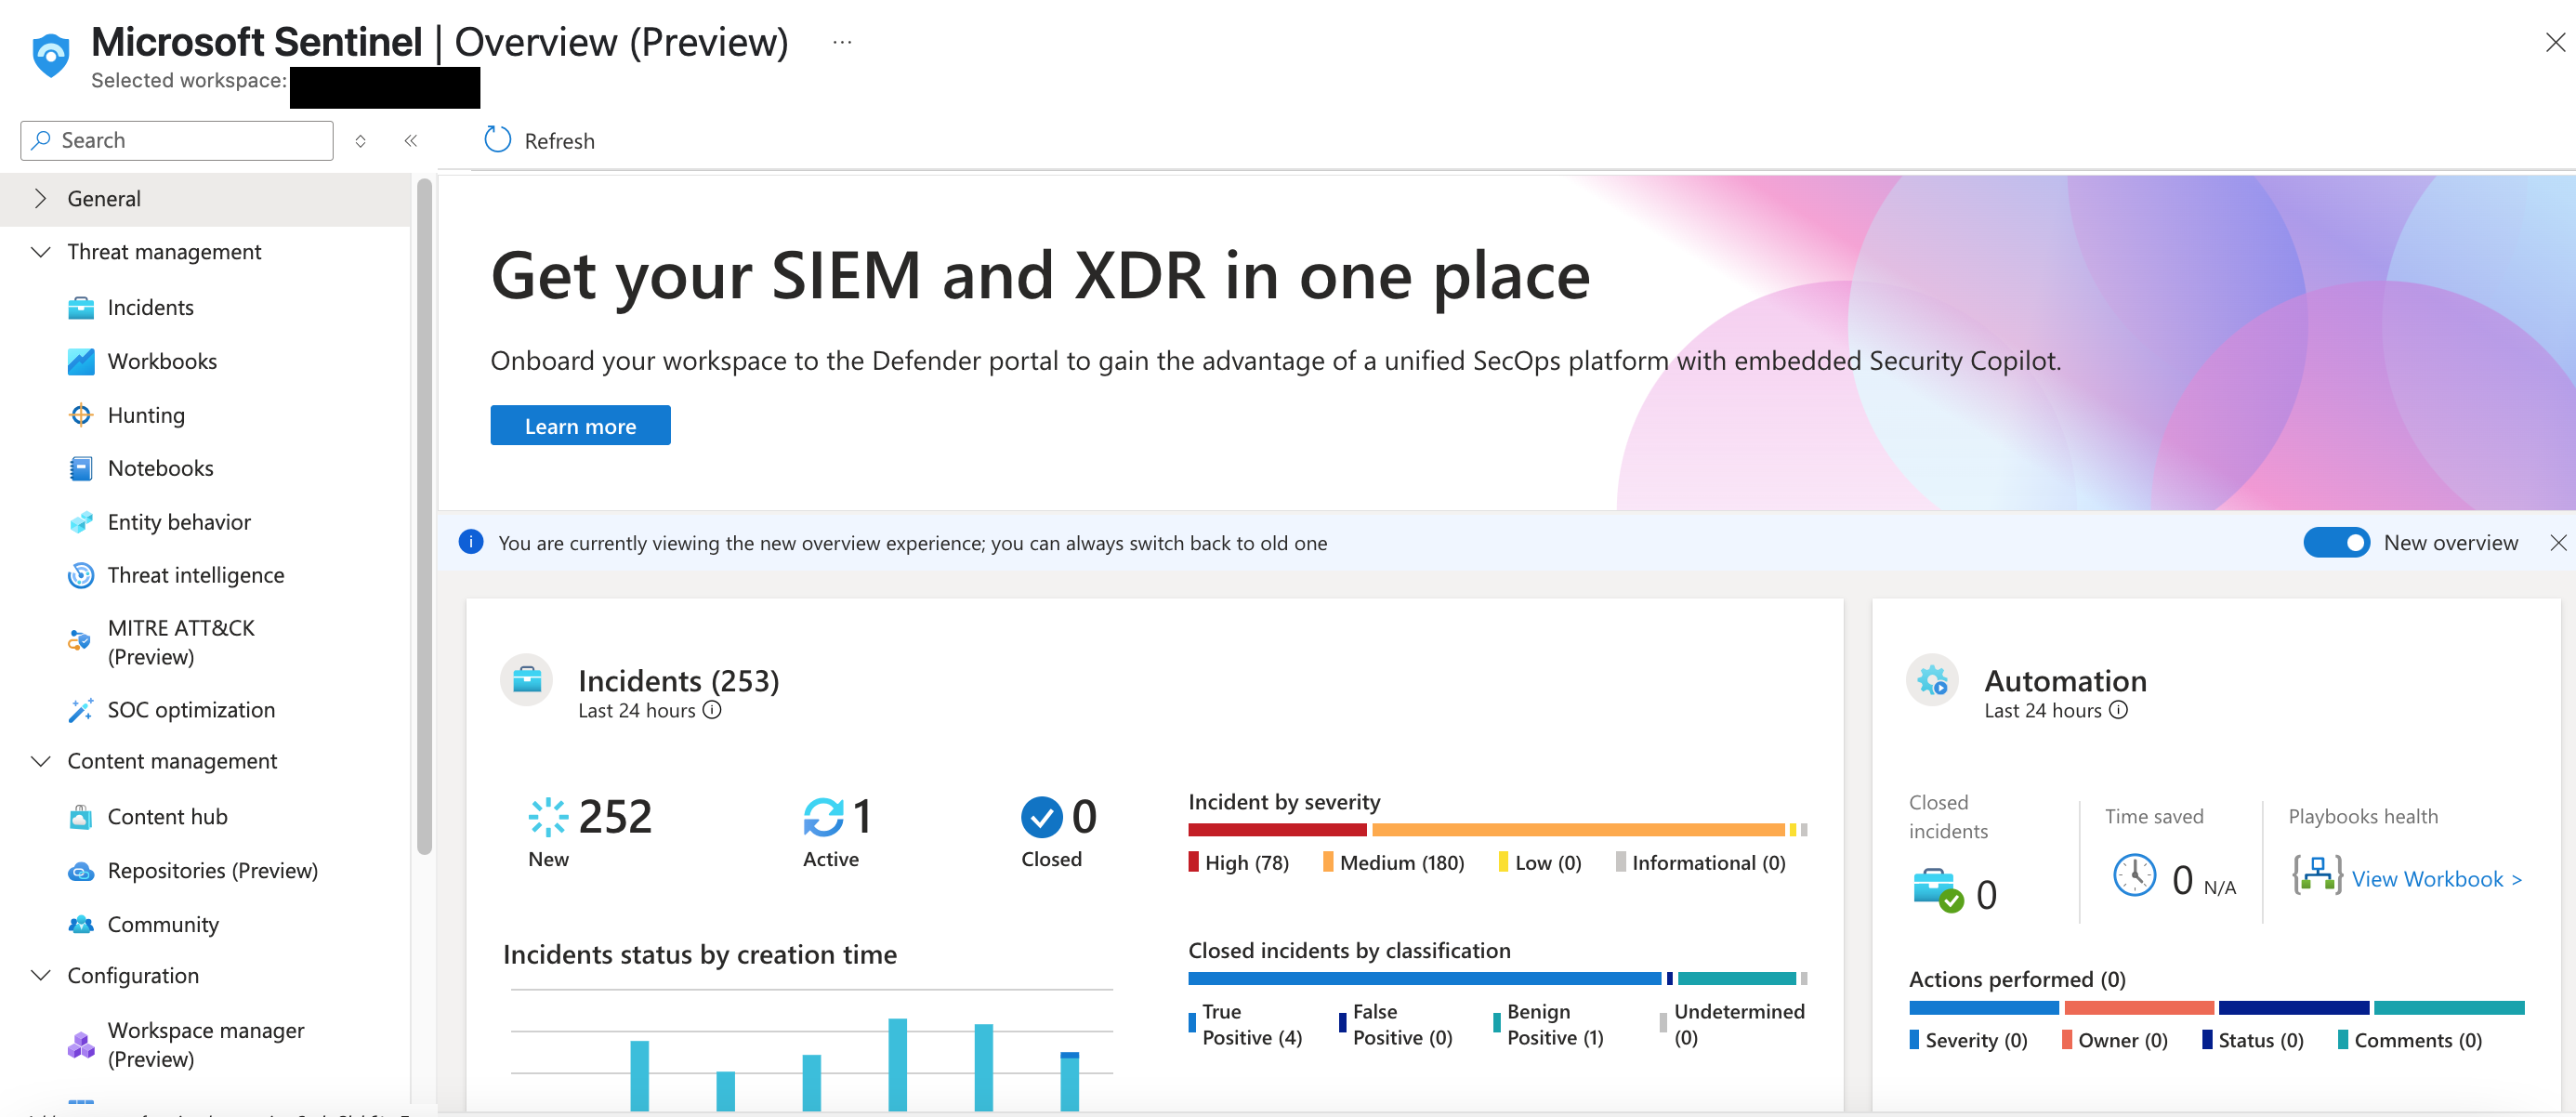 Microsoft Sentinel | Overview (Preview) ...
Selected workspace:
Search
Refresh
General
Threat management
Incidents
Workbooks
Hunting
Notebooks
Entity behavior
Threat intelligence
MITRE ATT&CK
(Preview)
SOC optimization
Content management
Content hub
Repositories (Preview)
Community
Configuration
Workspace manager
(Preview)
Get your SIEM and XDR in one place
Onboard your workspace to the Defender portal to gain the advantage of a unified SecOps platform with embedded Security Copilot.
Learn more
You are currently viewing the new overview experience; you can always switch back to old one
New overview
Incidents (253)
Last 24 hours
252
New
1
Active
0
Closed
Incident by severity
High (78) Medium (180) Low (0) Informational (0)
Incidents status by creation time
Closed incidents by classification
True
Positive (4)
False
Positive (0)
Benign
Positive (1)
Undetermined
(0)
Automation
Last 24 hours
Closed
incidents
0
Time saved
0 N/A
Playbooks health
View Workbook >
Actions performed (0)
Severity (0) Owner (0) Status (0) Comments (0)